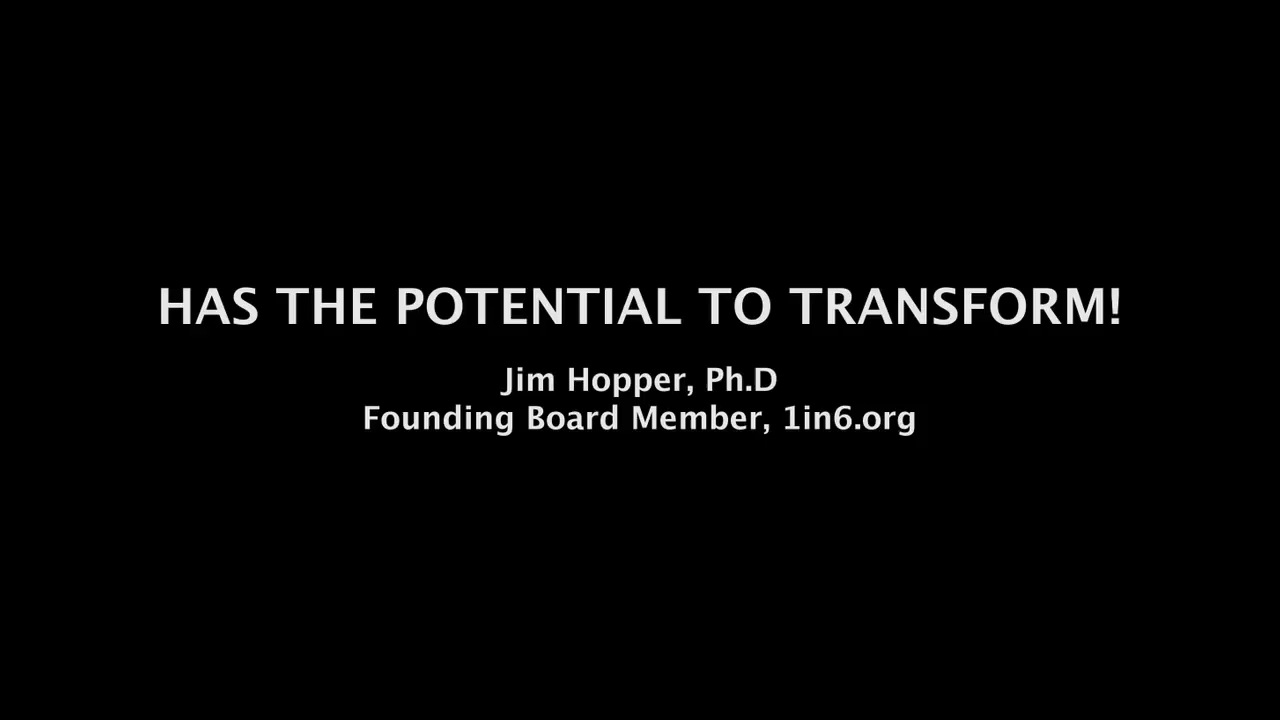 HAS THE POTENTIAL TO TRANSFORM!
Jim Hopper, Ph.D
Founding Board Member, 1in6.org